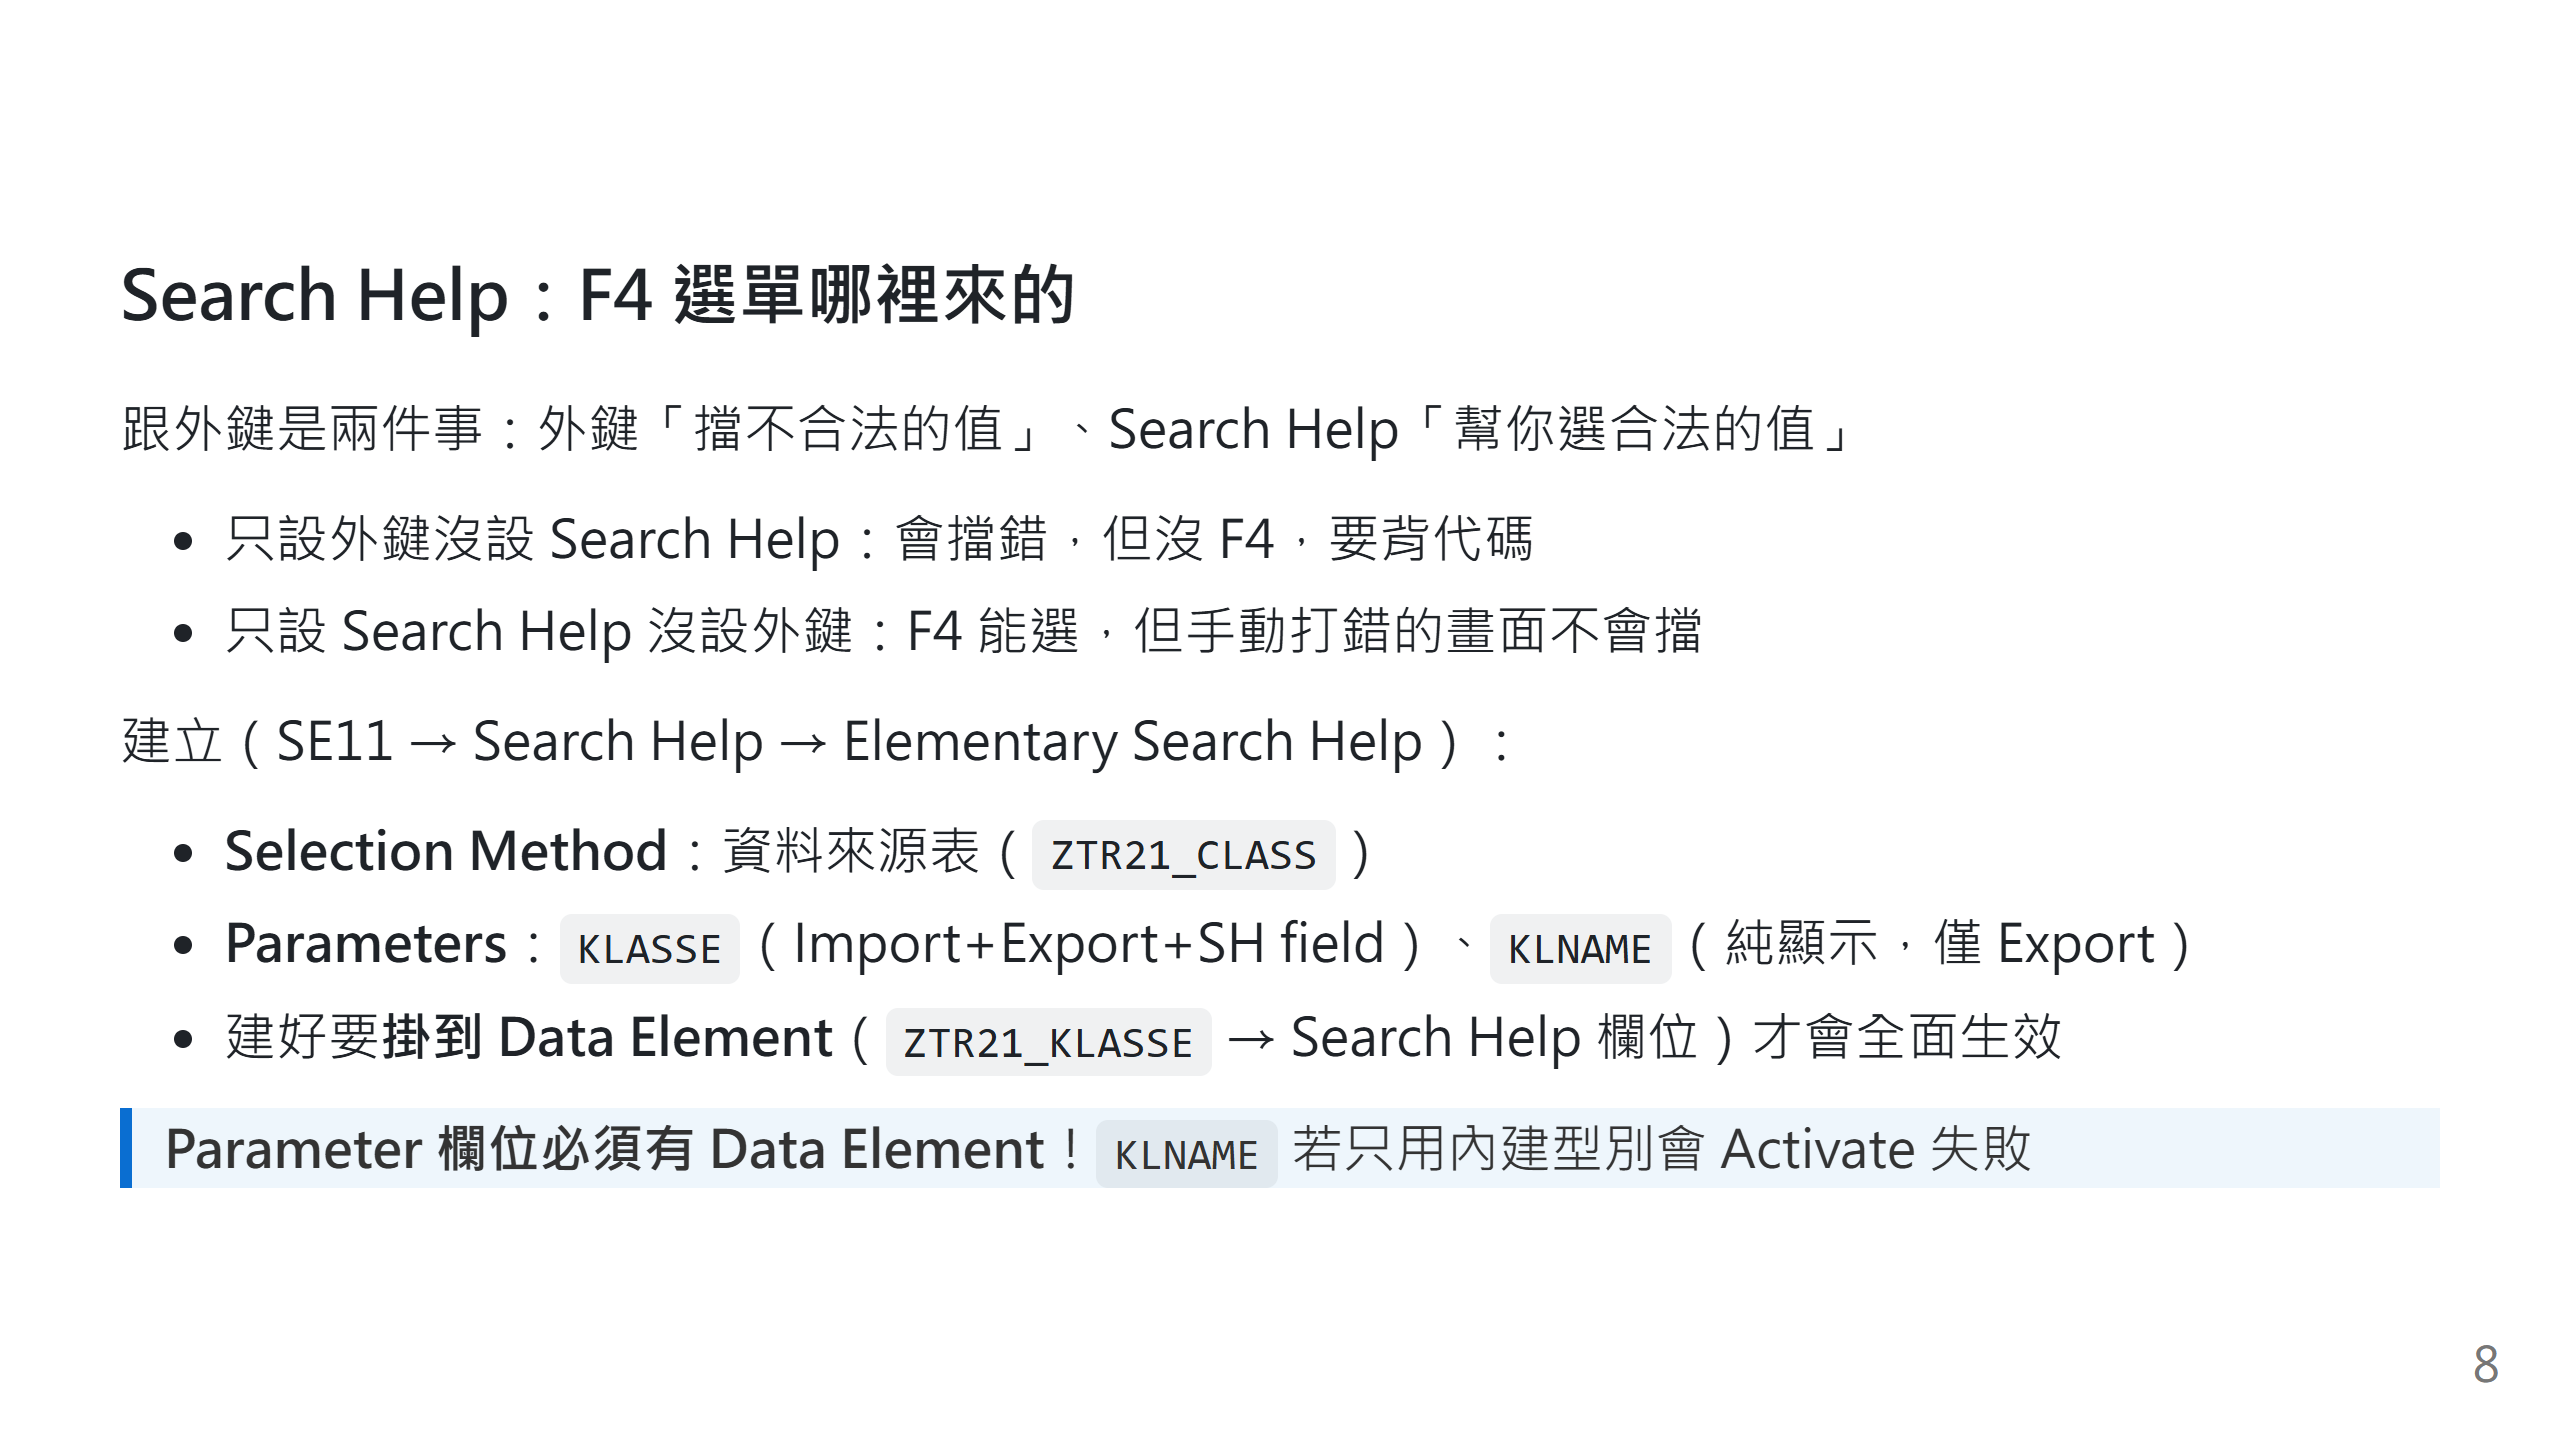 Search Help：F4 選單哪裡來的
跟外鍵是兩件事：外鍵「擋不合法的值」、Search Help「幫你選合法的值」
• 只設外鍵沒設 Search Help：會擋錯，但沒 F4，要背代碼
• 只設 Search Help 沒設外鍵：F4 能選，但手動打錯的畫面不會擋
建立（SE11 → Search Help → Elementary Search Help）：
• Selection Method：資料來源表（ZTR21_CLASS）
• Parameters：KLASSE（Import+Export+SH field）、KLNAME（純顯示，僅 Export）
• 建好要掛到 Data Element（ZTR21_KLASSE → Search Help 欄位）才會全面生效
Parameter 欄位必須有 Data Element！KLNAME 若只用內建型別會 Activate 失敗
8